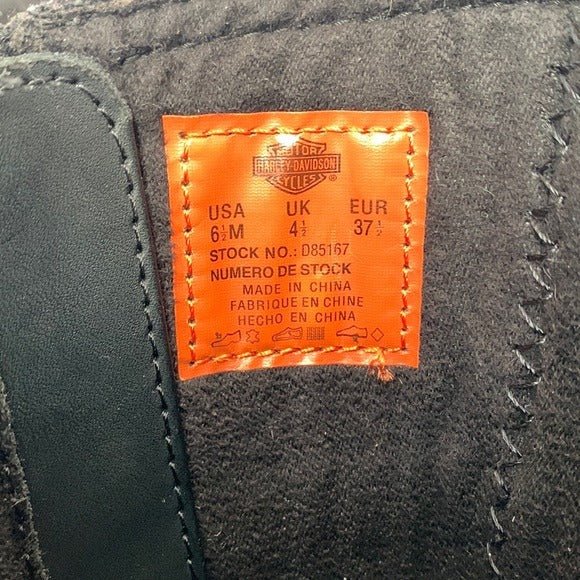 MOTOR
HARLEY-DAVIDSON
CYCLES
®
USA UK EUR
6½M 4½ 37½
STOCK NO.: D85167
NUMERO DE STOCK
MADE IN CHINA
FABRIQUE EN CHINE
HECHO EN CHINA